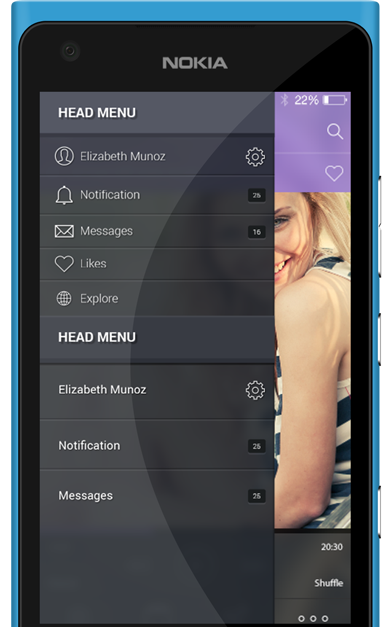 NOKIA
22%
HEAD MENU
Elizabeth Munoz
Notification 25
Messages 16
Likes
Explore
HEAD MENU
Elizabeth Munoz
Notification 25
Messages 25
20:30
Shuffle